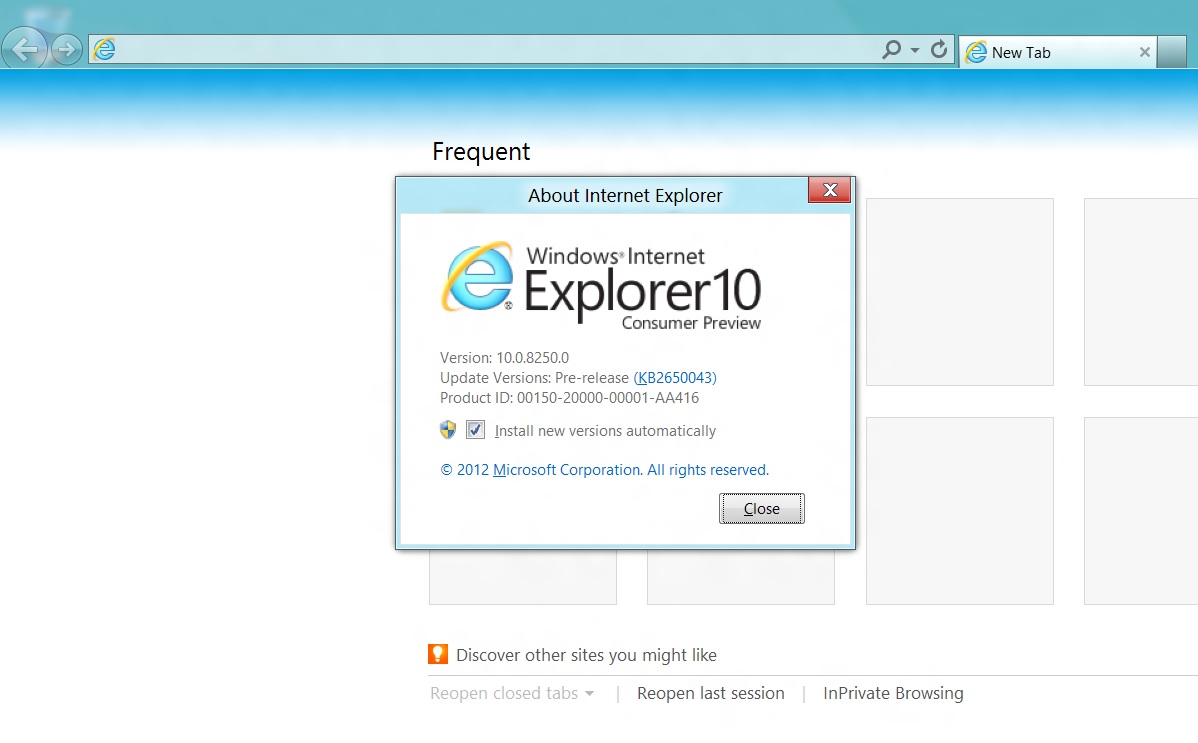 New Tab
Frequent
About Internet Explorer
Windows® Internet
Explorer10
Consumer Preview
Version: 10.0.8250.0
Update Versions: Pre-release (KB2650043)
Product ID: 00150-20000-00001-AA416
Install new versions automatically
© 2012 Microsoft Corporation. All rights reserved.
Close
Discover other sites you might like
Reopen closed tabs | Reopen last session | InPrivate Browsing